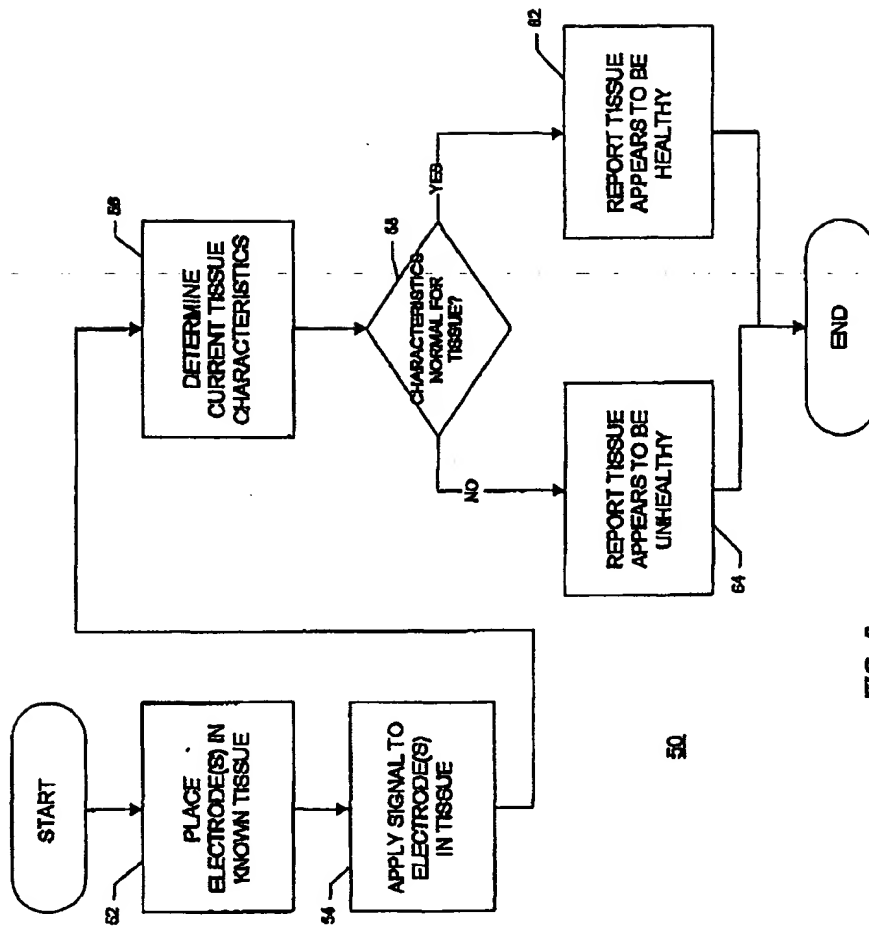 START
52
PLACE
ELECTRODE(S) IN
KNOWN TISSUE
54
APPLY SIGNAL TO
ELECTRODE(S)
IN TISSUE
50
56
DETERMINE
CURRENT TISSUE
CHARACTERISTICS
58
CHARACTERISTICS
NORMAL FOR
TISSUE?
NO
YES
REPORT TISSUE
APPEARS TO BE
UNHEALTHY
64
62
REPORT TISSUE
APPEARS TO BE
HEALTHY
END